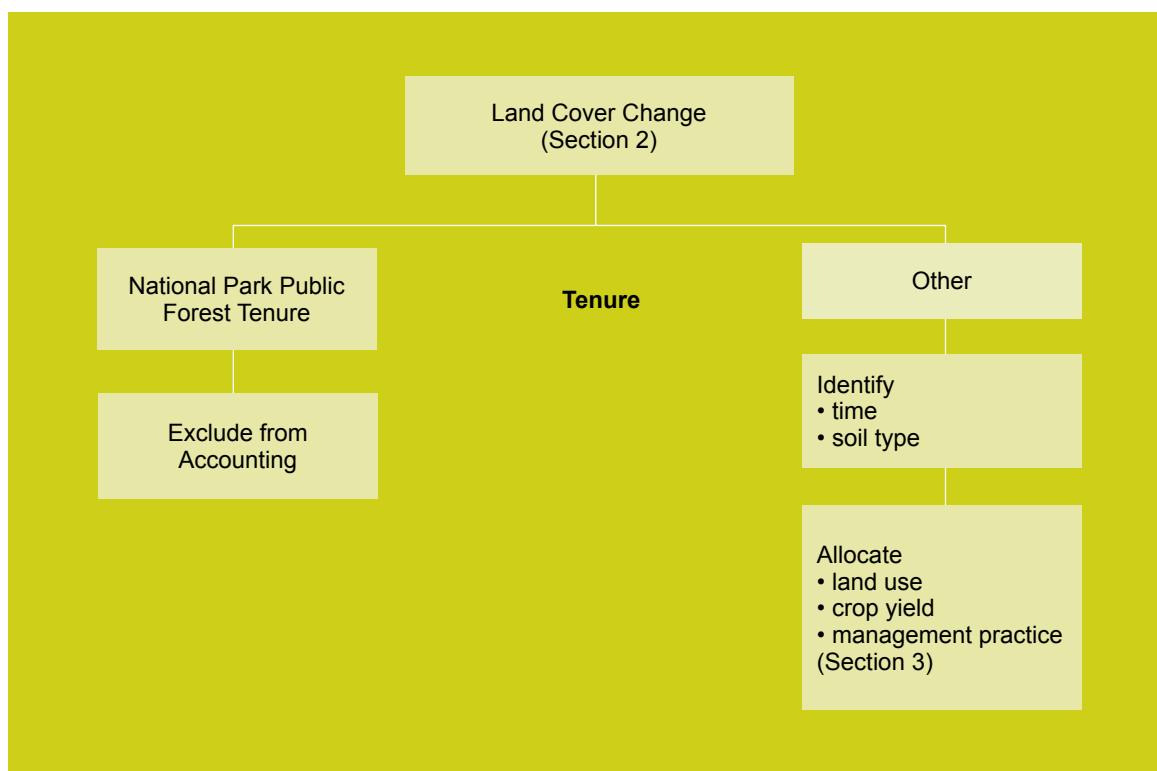 Land Cover Change
(Section 2)
National Park Public
Forest Tenure
Tenure
Other
Exclude from
Accounting
Identify
• time
• soil type
Allocate
• land use
• crop yield
• management practice
(Section 3)